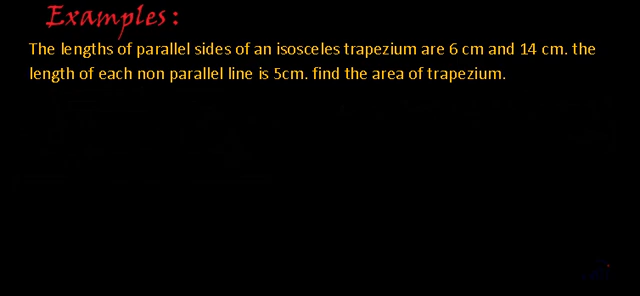 Examples :
The lengths of parallel sides of an isosceles trapezium are 6 cm and 14 cm. the
length of each non parallel line is 5cm. find the area of trapezium.